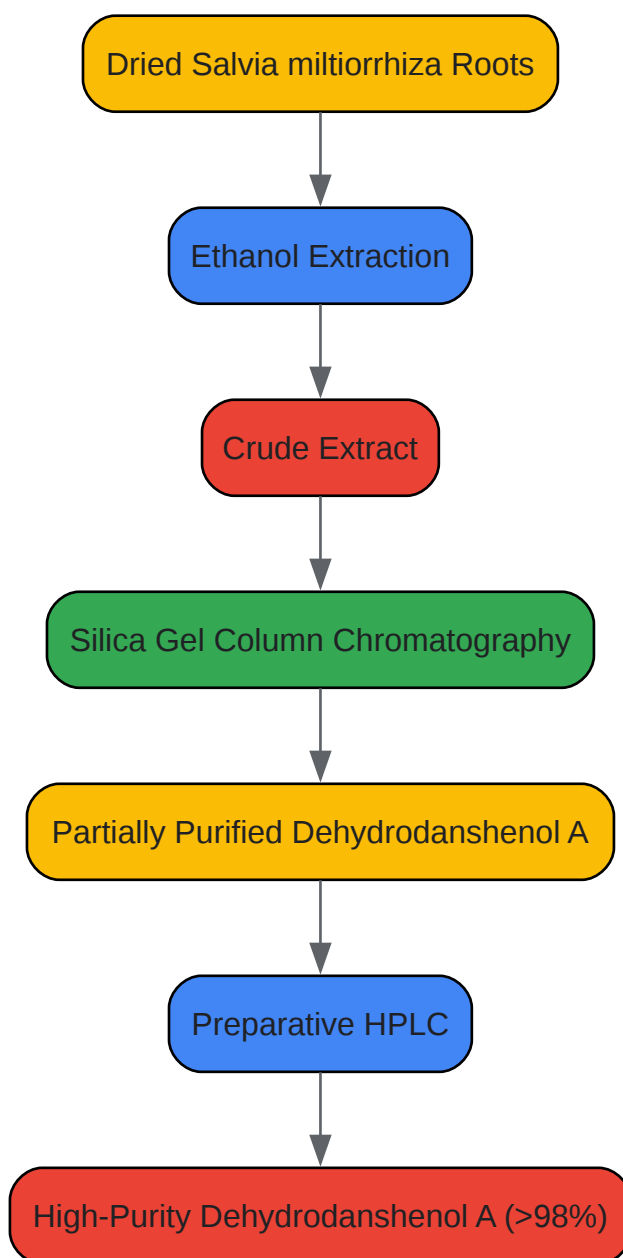 Dried Salvia miltiorrhiza Roots
Ethanol Extraction
Crude Extract
Silica Gel Column Chromatography
Partially Purified Dehydrodanshenol A
Preparative HPLC
High-Purity Dehydrodanshenol A (>98%)